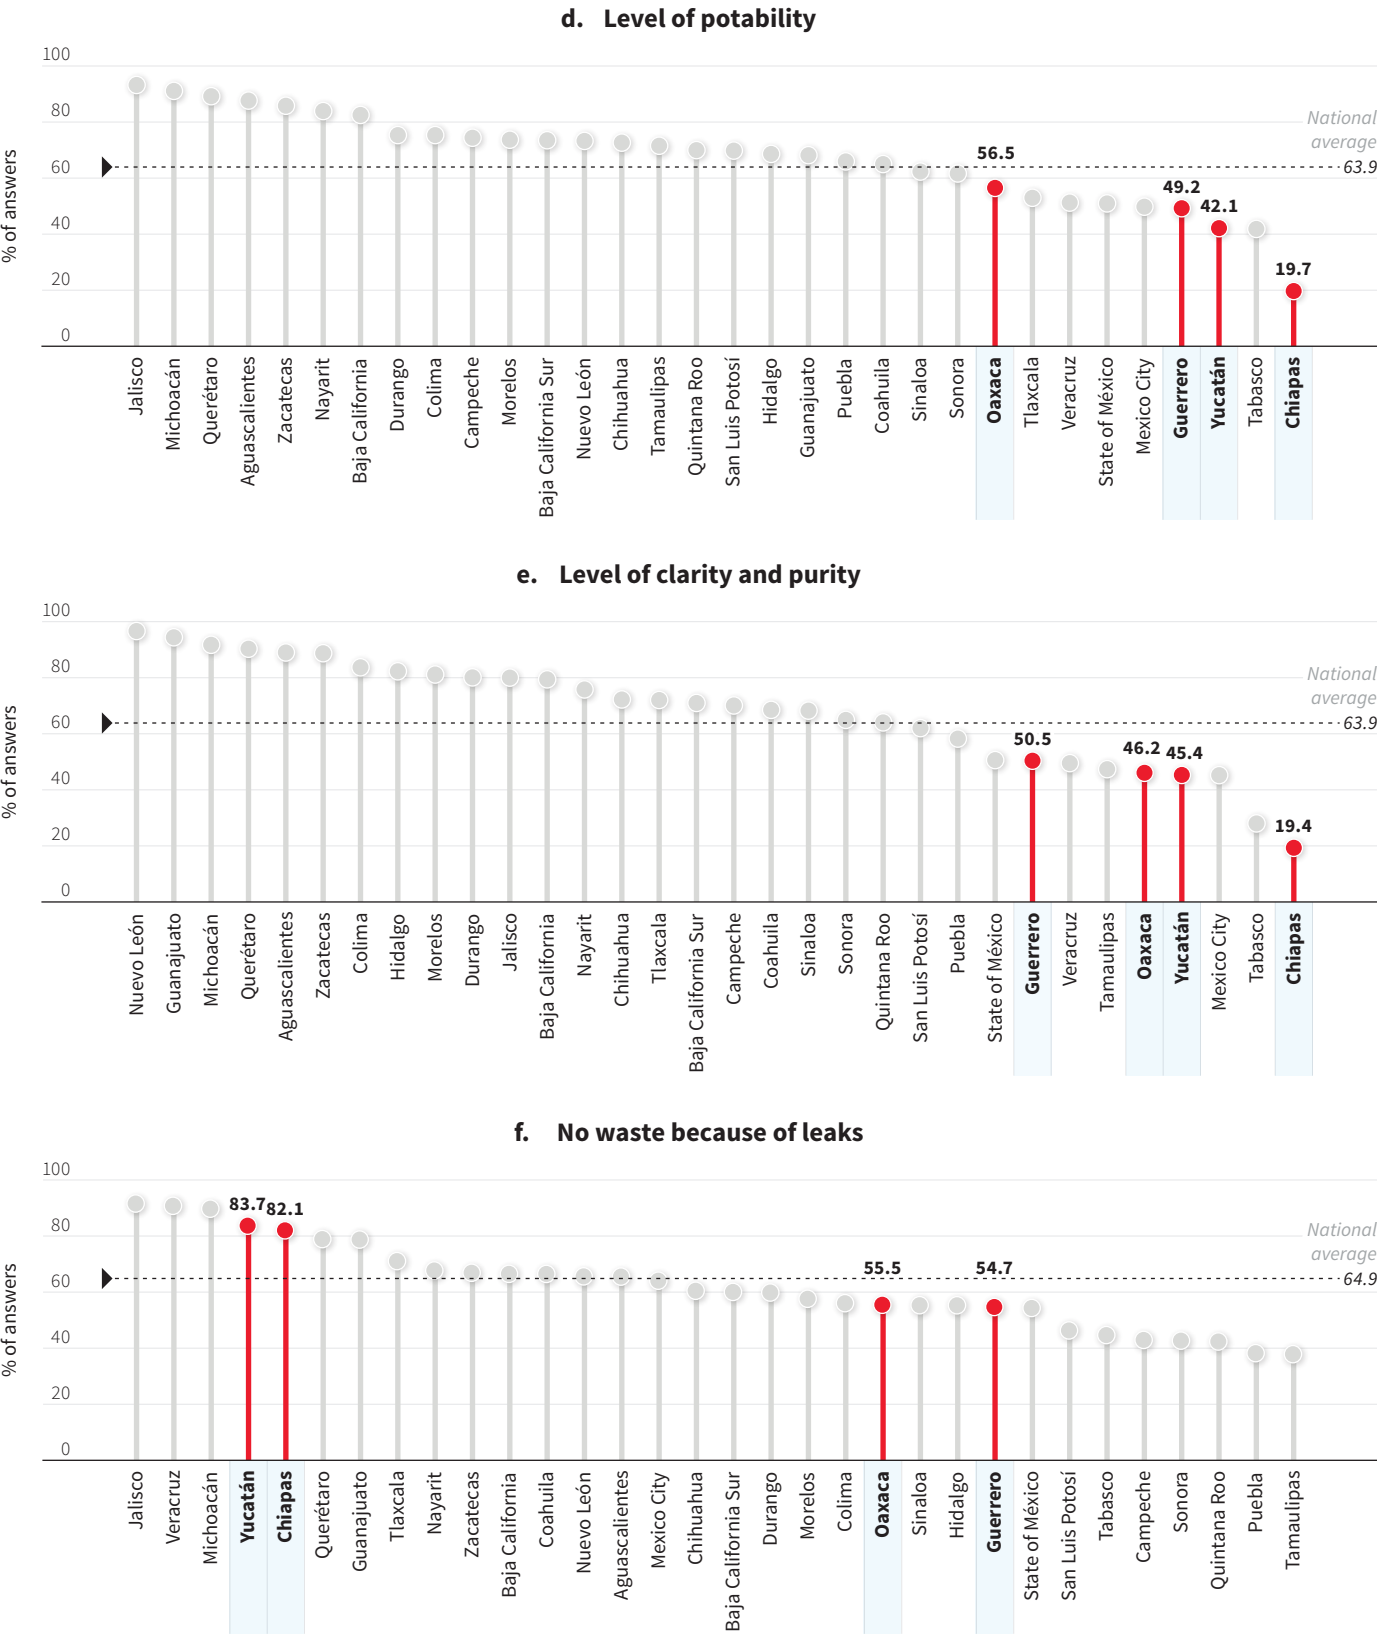 d. Level of potability
100
80
60
40
20
0
% of answers
National
average
63.9
56.5
49.2
42.1
19.7
Jalisco
Michoacán
Querétaro
Aguascalientes
Zacatecas
Nayarit
Baja California
Durango
Colima
Campeche
Morelos
Baja California Sur
Nuevo León
Chihuahua
Tamaulipas
Quintana Roo
San Luis Potosí
Hidalgo
Guanajuato
Puebla
Coahuila
Sinaloa
Sonora
Oaxaca
Tlaxcala
Veracruz
State of México
Mexico City
Guerrero
Yucatán
Tabasco
Chiapas
e. Level of clarity and purity
100
80
60
40
20
0
% of answers
National
average
63.9
50.5
46.2
45.4
19.4
Nuevo León
Guanajuato
Michoacán
Querétaro
Aguascalientes
Zacatecas
Colima
Hidalgo
Morelos
Durango
Jalisco
Baja California
Nayarit
Chihuahua
Tlaxcala
Baja California Sur
Campeche
Coahuila
Sinaloa
Sonora
Quintana Roo
San Luis Potosí
Puebla
State of México
Guerrero
Veracruz
Tamaulipas
Oaxaca
Yucatán
Mexico City
Tabasco
Chiapas
f. No waste because of leaks
100
80
60
40
20
0
% of answers
National
average
64.9
83.7
82.1
55.5
54.7
Jalisco
Veracruz
Michoacán
Yucatán
Chiapas
Querétaro
Guanajuato
Tlaxcala
Nayarit
Zacatecas
Baja California
Coahuila
Nuevo León
Aguascalientes
Mexico City
Chihuahua
Baja California Sur
Durango
Morelos
Colima
Oaxaca
Sinaloa
Hidalgo
Guerrero
State of México
San Luis Potosí
Tabasco
Campeche
Sonora
Quintana Roo
Puebla
Tamaulipas